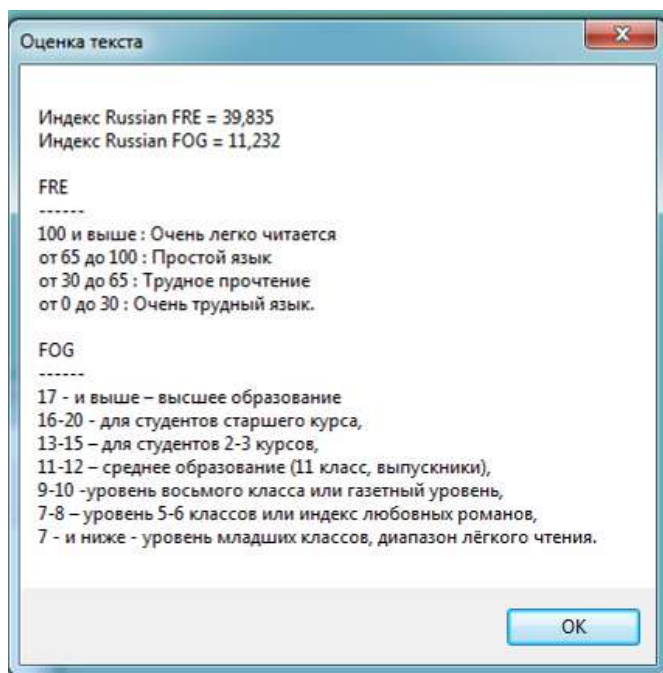 Оценка текста
Индекс Russian FRE = 39,835
Индекс Russian FOG = 11,232
FRE
------
100 и выше : Очень легко читается
от 65 до 100 : Простой язык
от 30 до 65 : Трудное прочтение
от 0 до 30 : Очень трудный язык.
FOG
------
17 - и выше – высшее образование
16-20 - для студентов старшего курса,
13-15 – для студентов 2-3 курсов,
11-12 – среднее образование (11 класс, выпускники),
9-10 -уровень восьмого класса или газетный уровень,
7-8 – уровень 5-6 классов или индекс любовных романов,
7 - и ниже - уровень младших классов, диапазон лёгкого чтения.
OK